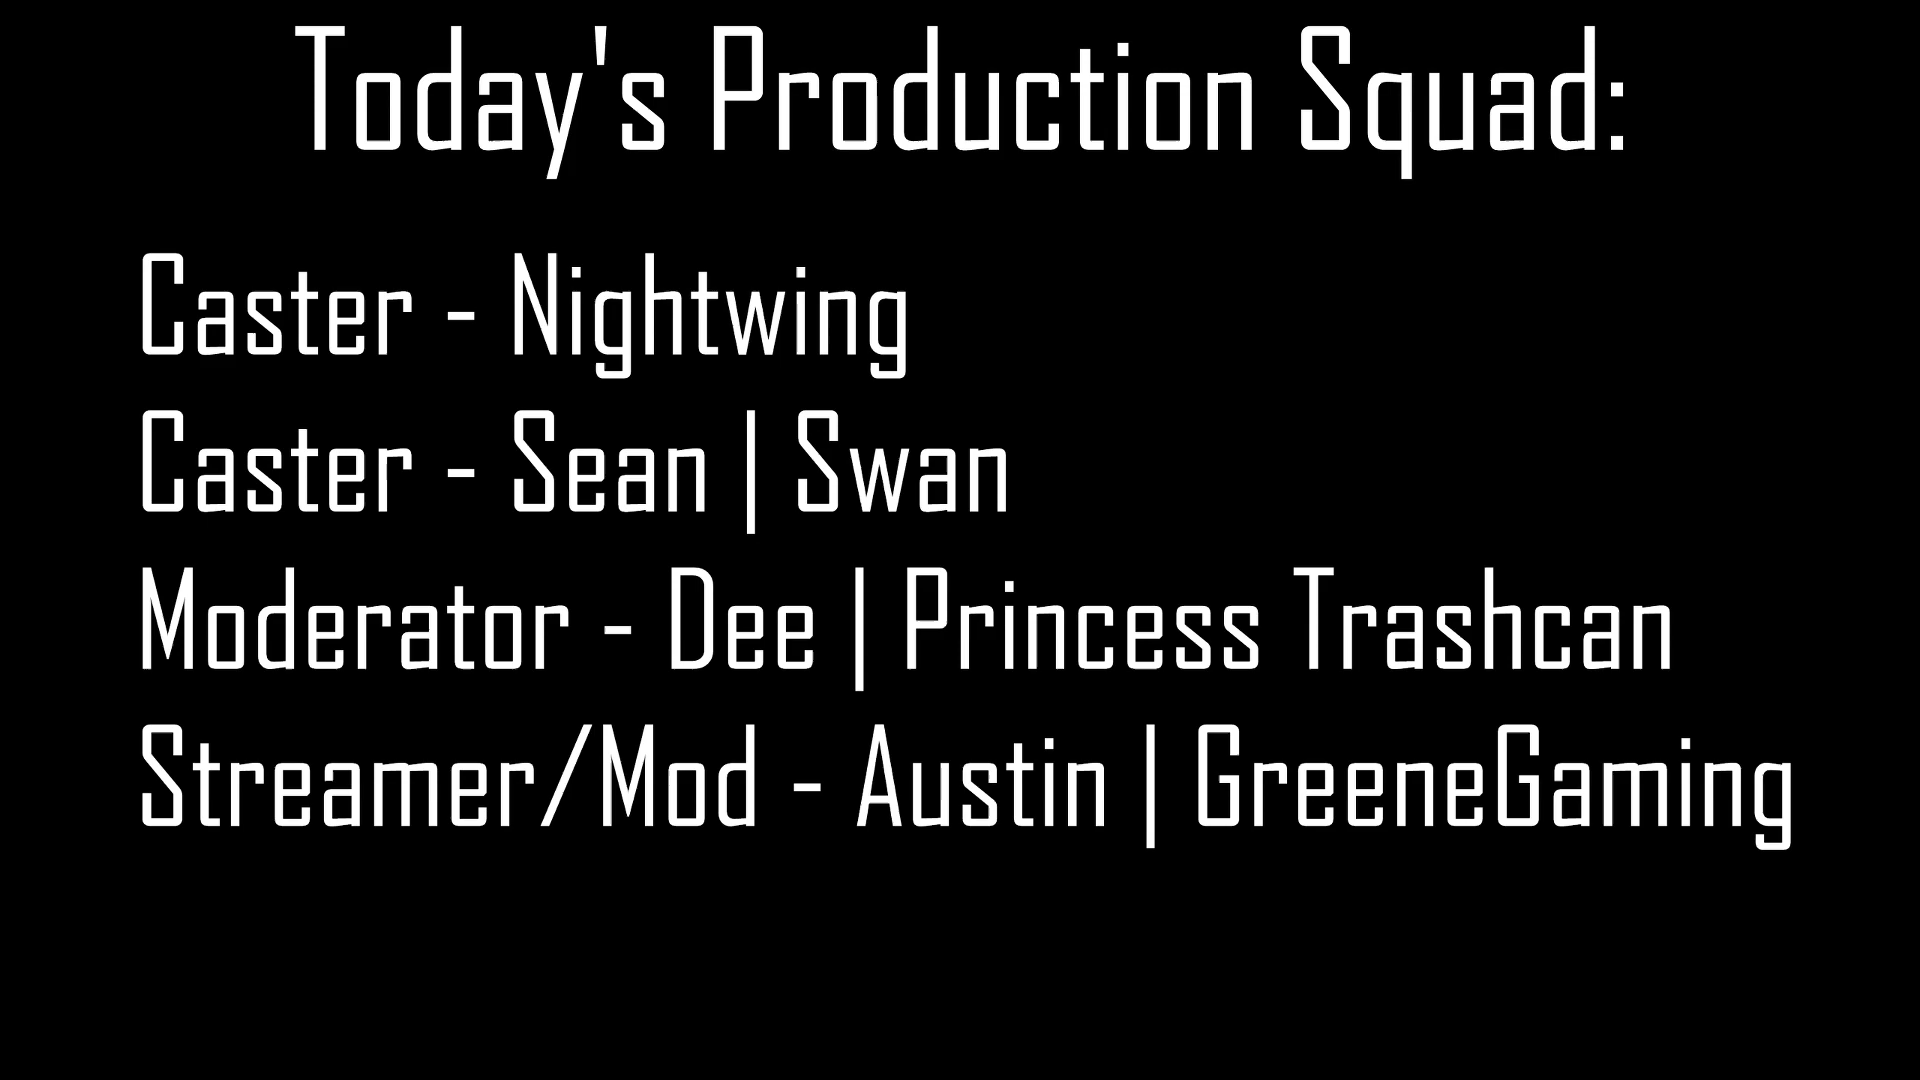 Today's Production Squad:
Caster - Nightwing
Caster - Sean | Swan
Moderator - Dee | Princess Trashcan
Streamer/Mod - Austin | GreeneGaming